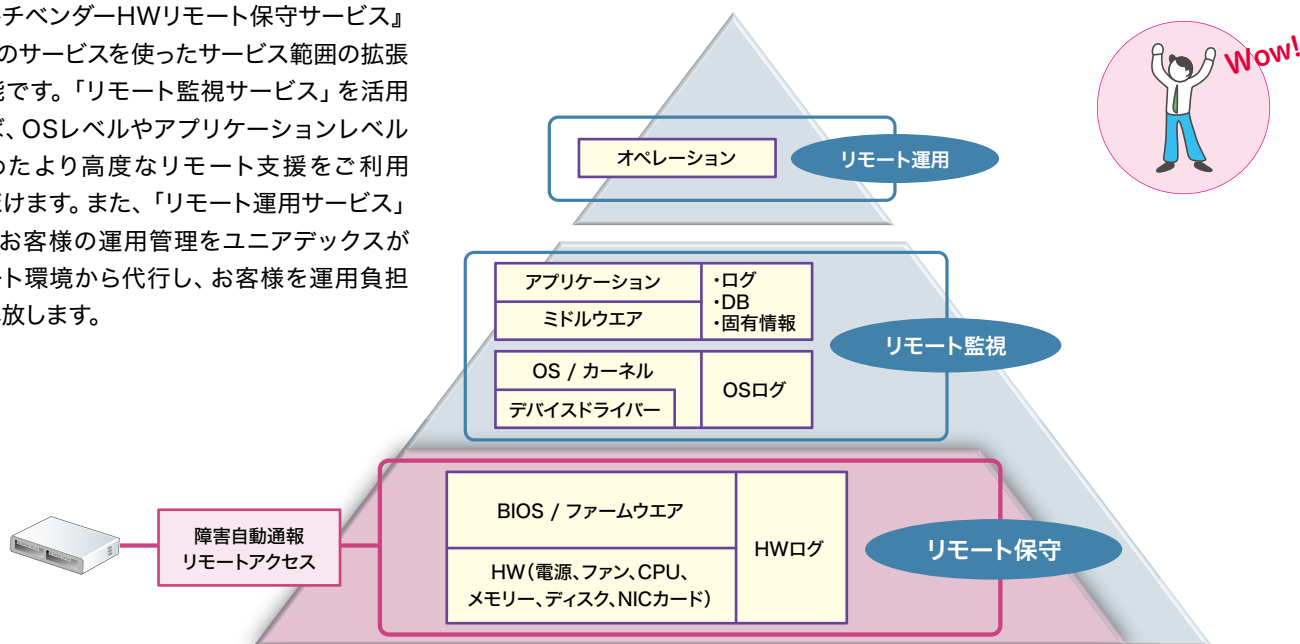 チベンダーHWリモート保守サービス』
のサービスを使ったサービス範囲の拡張
能です。「リモート監視サービス」を活用
ば、OSレベルやアプリケーションレベル
めたより高度なリモート支援をご利用
だけます。また、「リモート運用サービス」
お客様の運用管理をユニアデックスが
ート環境から代行し、お客様を運用負担
放します。
Wow!
オペレーション
リモート運用
アプリケーション
ミドルウエア
・ログ
・DB
・固有情報
リモート監視
OS / カーネル
デバイスドライバー
OSログ
障害自動通報
リモートアクセス
BIOS / ファームウエア
HW(電源、ファン、CPU、
メモリー、ディスク、NICカード)
HWログ
リモート保守